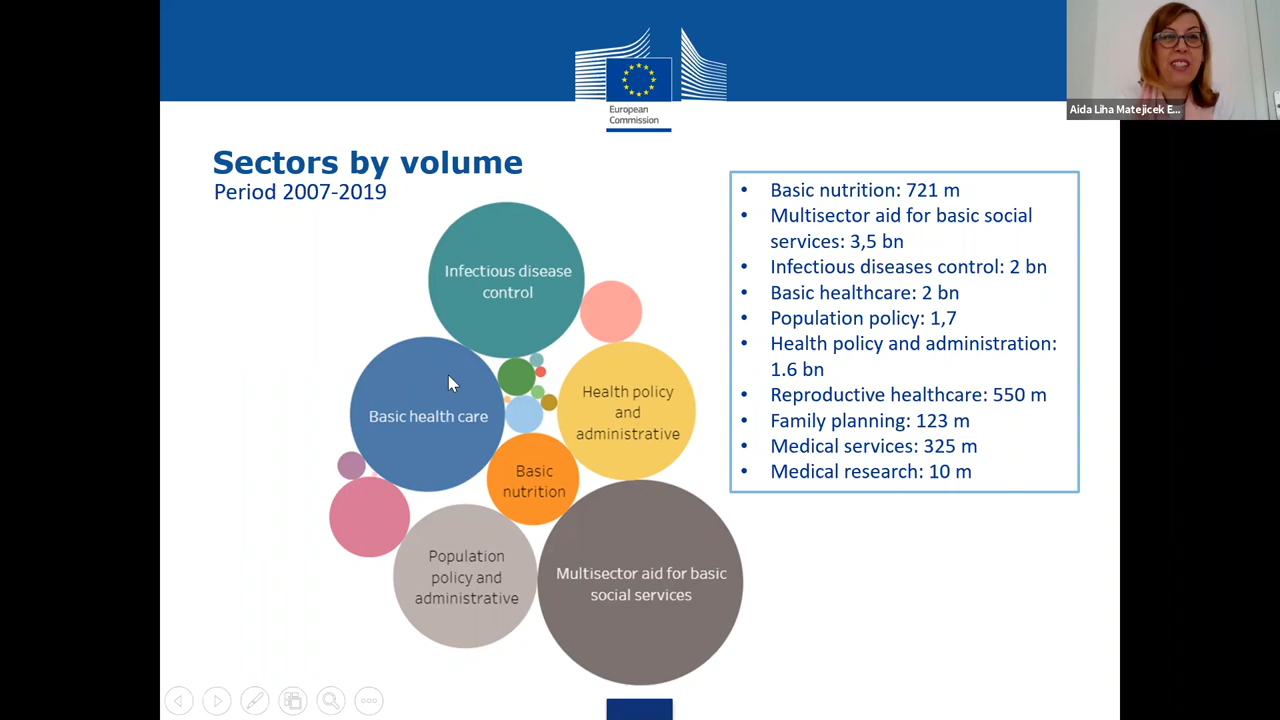 European
Commission
Aida Liha Matejicek E...
Sectors by volume
Period 2007-2019
Infectious disease
control
Health policy
and
administrative
Basic health care
Basic
nutrition
Population
policy and
administrative
Multisector aid for basic
social services
• Basic nutrition: 721 m
• Multisector aid for basic social
services: 3,5 bn
• Infectious diseases control: 2 bn
• Basic healthcare: 2 bn
• Population policy: 1,7
• Health policy and administration:
1.6 bn
• Reproductive healthcare: 550 m
• Family planning: 123 m
• Medical services: 325 m
• Medical research: 10 m